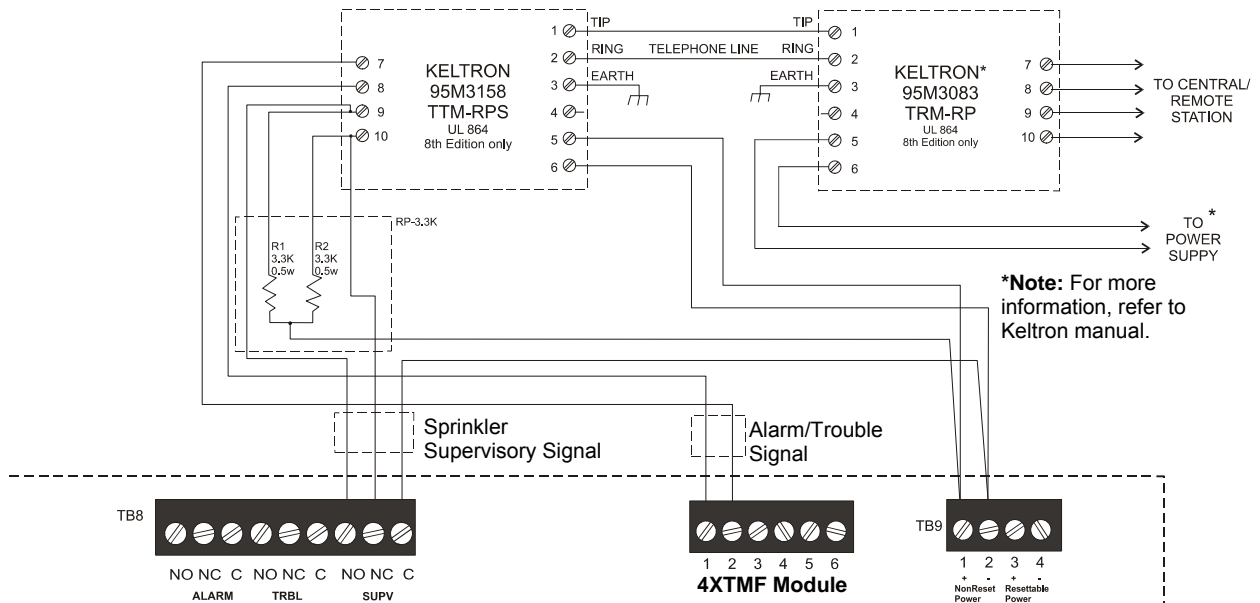 1 TIP TIP 1
2 RING TELEPHONE LINE RING 2
3 EARTH EARTH 3
4 4
5 5
6 6
7
8
9
10
KELTRON
95M3158
TTM-RPS
UL 864
8th Edition only
KELTRON*
95M3083
TRM-RP
UL 864
8th Edition only
7
8
9
10
TO CENTRAL/
REMOTE
STATION
TO *
POWER
SUPPY
*Note: For more
information, refer to
Keltron manual.
RP-3.3K
R1
3.3K
0.5w
R2
3.3K
0.5w
Sprinkler
Supervisory Signal
Alarm/Trouble
Signal
TB8
NO NC C NO NC C NO NC C
ALARM TRBL SUPV
1 2 3 4 5 6
4XTMF Module
TB9
1 2 3 4
+ - + -
NonReset Resettable
Power Power